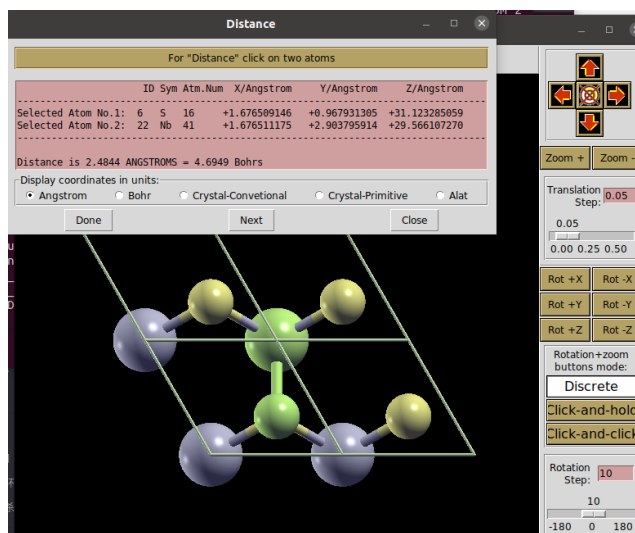 Distance
For "Distance" click on two atoms
ID Sym Atm.Num X/Angstrom Y/Angstrom Z/Angstrom
----------------------------------------------------------------------------------
Selected Atom No.1: 6 S 16 +1.676509146 +0.967931305 +31.123285059
Selected Atom No.2: 22 Nb 41 +1.676511175 +2.903795914 +29.566107270
----------------------------------------------------------------------------------
Distance is 2.4844 ANGSTROMS = 4.6949 Bohrs
Display coordinates in units:
Angstrom Bohr Crystal-Convetional Crystal-Primitive Alat
Done Next Close
Zoom + Zoom -
Translation
Step: 0.05
0.05
0.00 0.25 0.50
Rot +X Rot -X
Rot +Y Rot -Y
Rot +Z Rot -Z
Rotation+zoom
buttons mode:
Discrete
Click-and-hold
Click-and-click
Rotation
Step: 10
10
-180 0 180